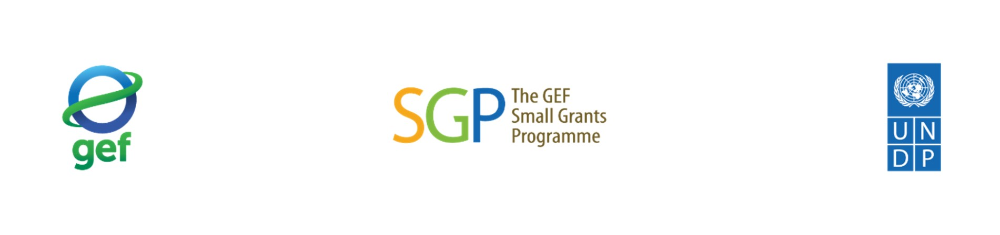 gef
SGP
The GEF
Small Grants
Programme
U N
D P